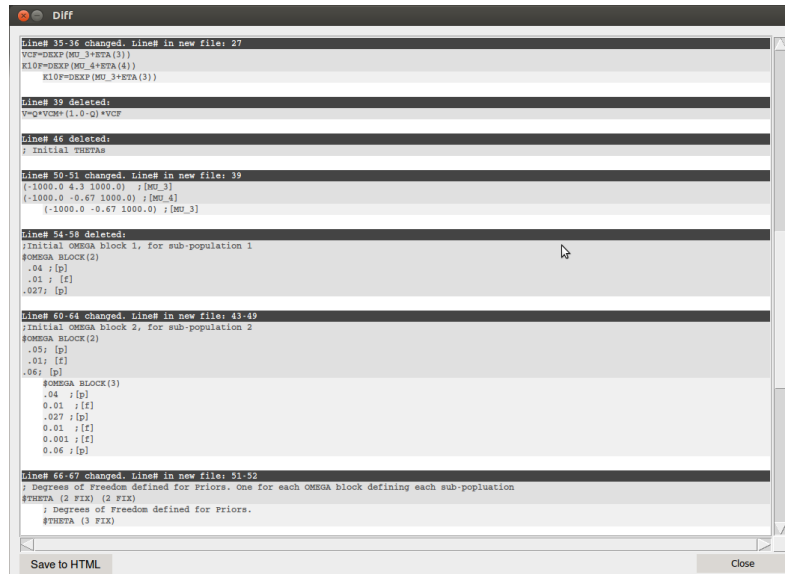 Diff
Line# 35-36 changed. Line# in new file: 27
VCF=DEXP(MU_3+ETA(3))
K10F=DEXP(MU_4+ETA(4))
K10F=DEXP(MU_3+ETA(3))
Line# 39 deleted:
V=Q*VCM+(1.0-Q)*VCF
Line# 46 deleted:
; Initial THETAs
Line# 50-51 changed. Line# in new file: 39
(-1000.0 4.3 1000.0)  ;[MU_3]
(-1000.0 -0.67 1000.0) ;[MU_4]
(-1000.0 -0.67 1000.0) ;[MU_3]
Line# 54-58 deleted:
;Initial OMEGA block 1, for sub-population 1
$OMEGA BLOCK(2)
.04 ;[p]
.01 ; [f]
.027; [p]
Line# 60-64 changed. Line# in new file: 43-49
;Initial OMEGA block 2, for sub-population 2
$OMEGA BLOCK(2)
.05; [p]
.01; [f]
.06; [p]
$OMEGA BLOCK(3)
.04  ;[p]
0.01  ;[f]
.027 ;[p]
0.01  ;[f]
0.001 ;[f]
0.06 ;[p]
Line# 66-67 changed. Line# in new file: 51-52
; Degrees of Freedom defined for Priors. One for each OMEGA block defining each sub-popluation
$THETA (2 FIX) (2 FIX)
; Degrees of Freedom defined for Priors.
$THETA (3 FIX)
Save to HTML
Close